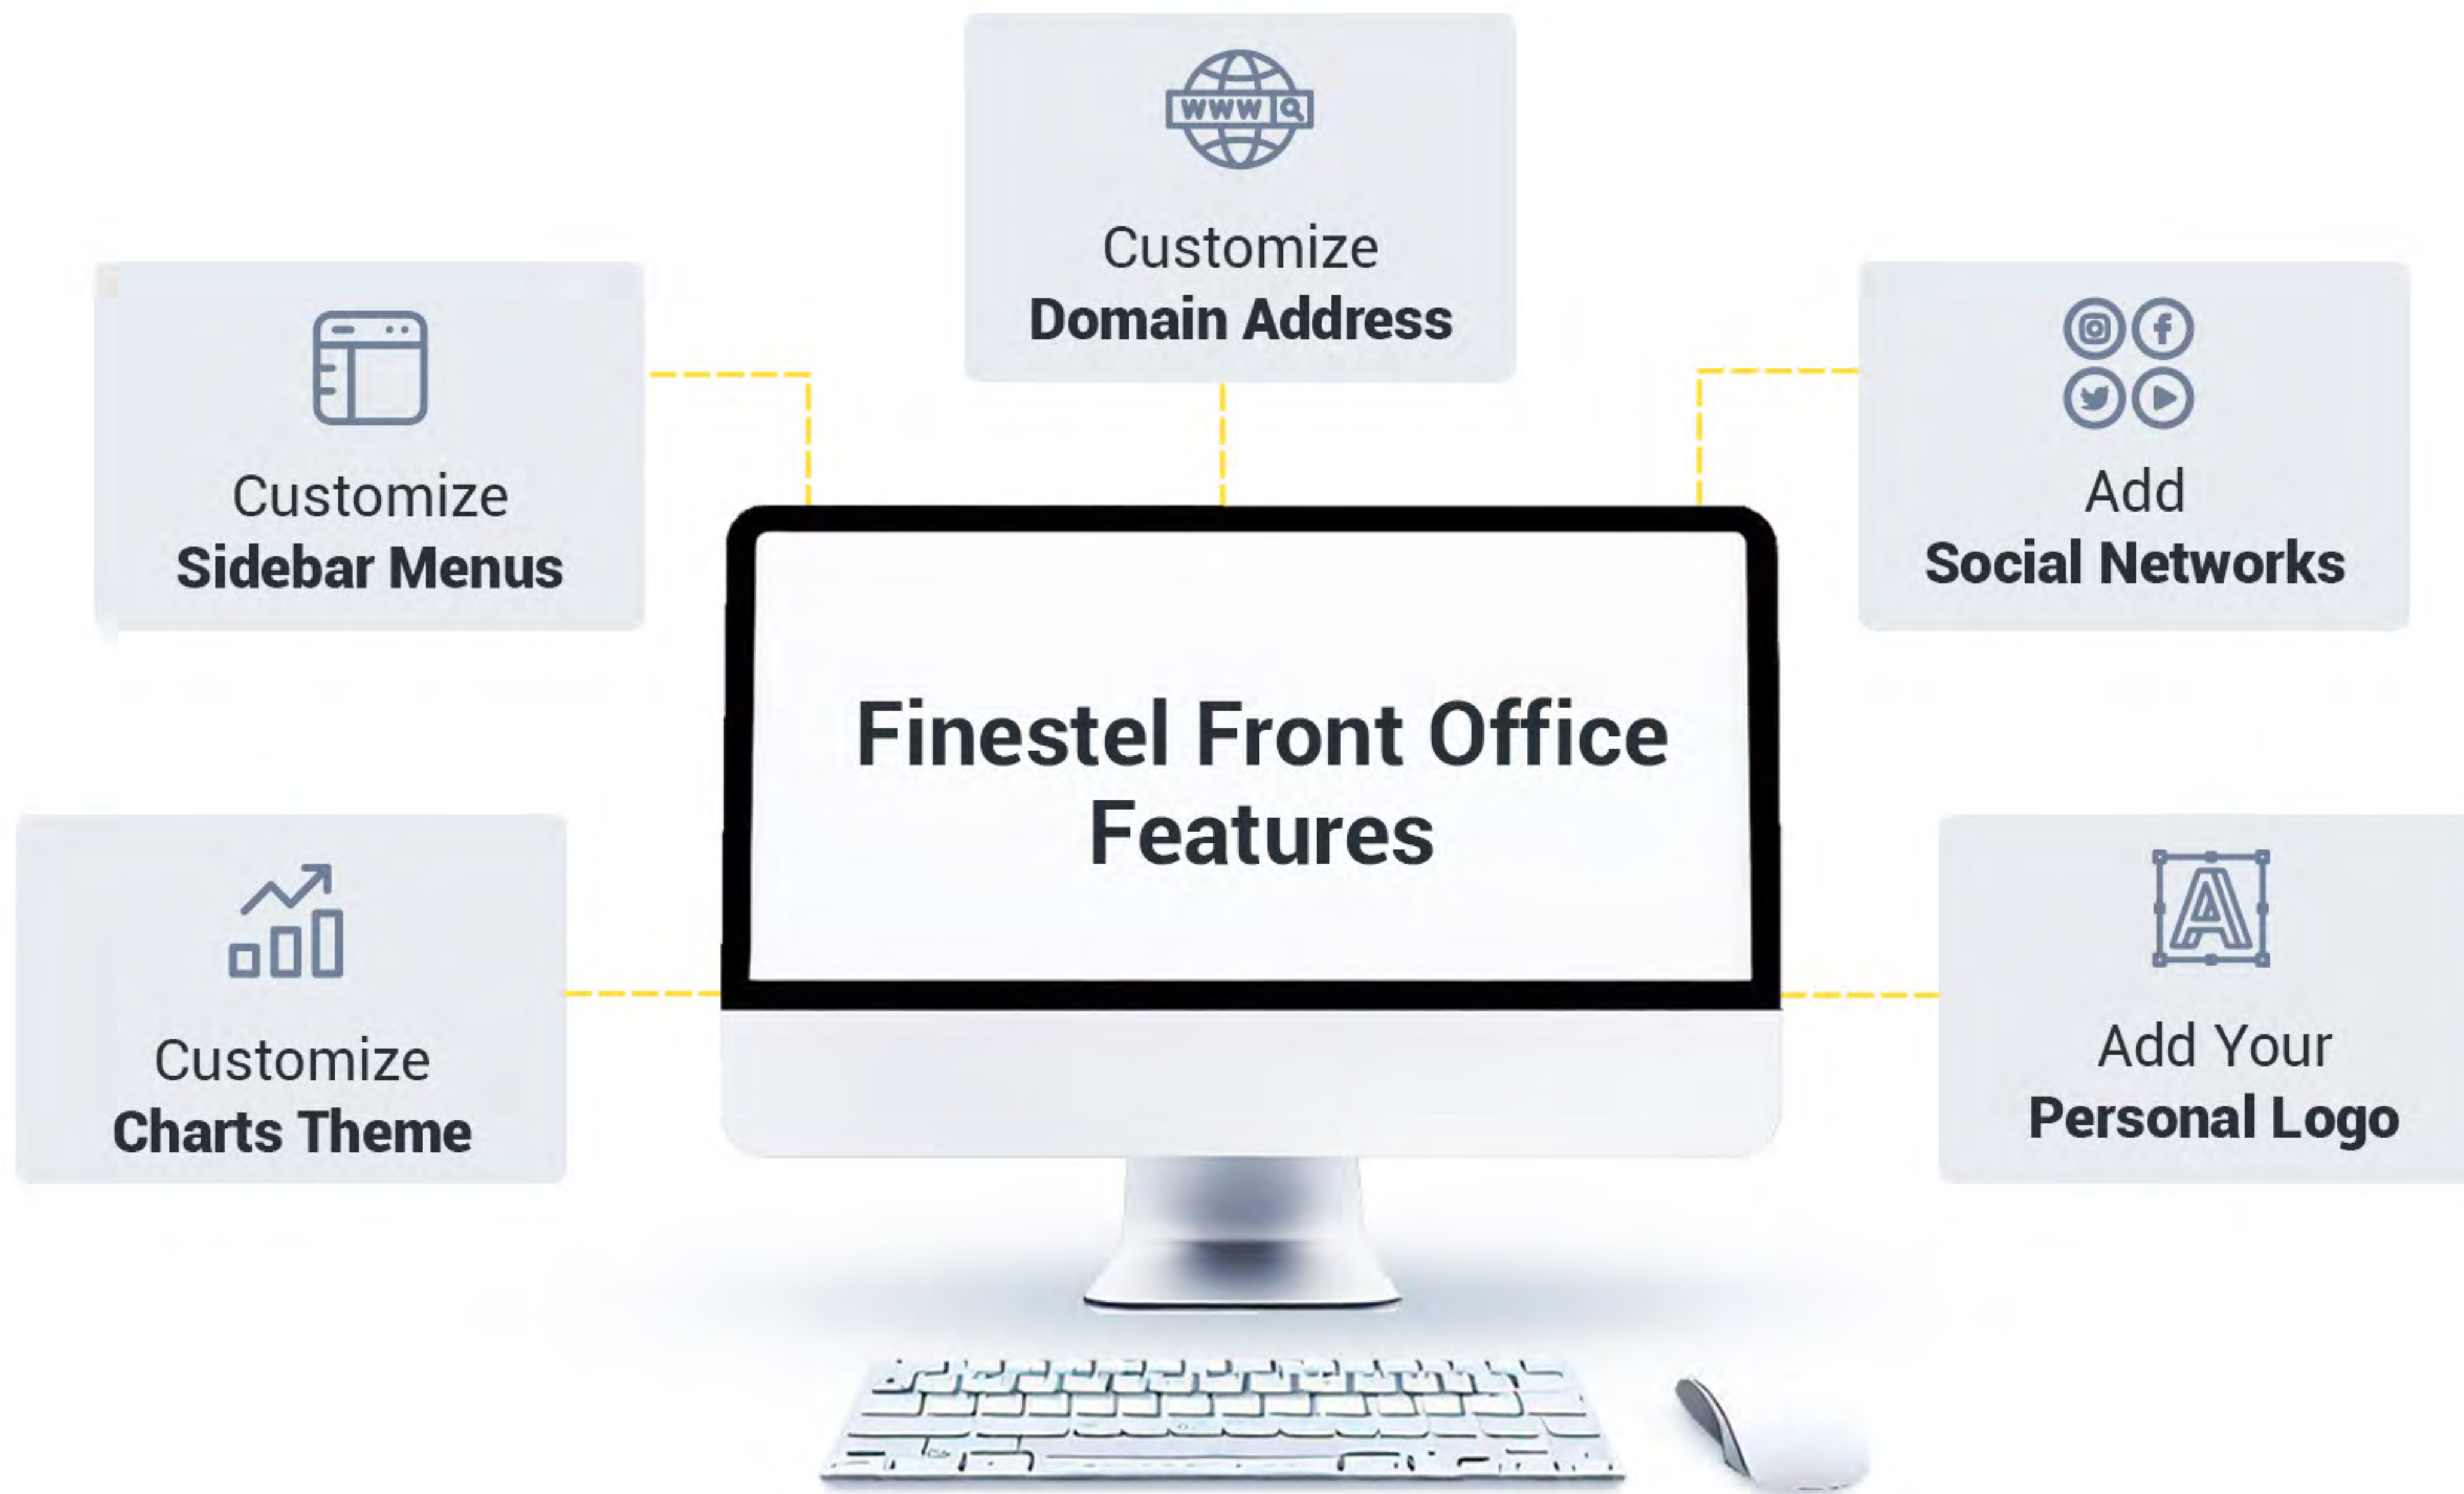 WWW
Customize
Domain Address
Customize
Sidebar Menus
Add
Social Networks
Finestel Front Office
Features
Customize
Charts Theme
A
Add Your
Personal Logo